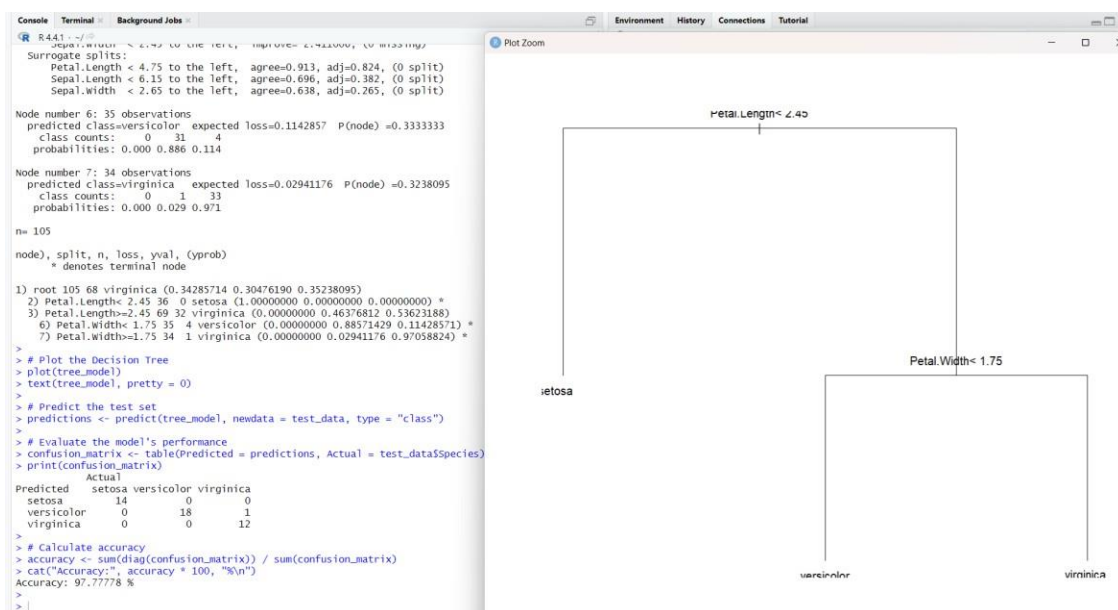 Console Terminal × Background Jobs ×
R 4.4.1 · ~/
Sepal.Width < 2.45 to the left, improve= 2.411000, (0 missing)
Surrogate splits:
Petal.Length < 4.75 to the left, agree=0.913, adj=0.824, (0 split)
Sepal.Length < 6.15 to the left, agree=0.696, adj=0.382, (0 split)
Sepal.Width < 2.65 to the left, agree=0.638, adj=0.265, (0 split)
Node number 6: 35 observations
predicted class=versicolor expected loss=0.1142857 P(node) =0.3333333
class counts: 0 31 4
probabilities: 0.000 0.886 0.114
Node number 7: 34 observations
predicted class=virginica expected loss=0.02941176 P(node) =0.3238095
class counts: 0 1 33
probabilities: 0.000 0.029 0.971
n= 105
node), split, n, loss, yval, (yprob)
* denotes terminal node
1) root 105 68 virginica (0.34285714 0.30476190 0.35238095)
2) Petal.Length< 2.45 36 0 setosa (1.00000000 0.00000000 0.00000000) *
3) Petal.Length>=2.45 69 32 virginica (0.00000000 0.46376812 0.53623188)
6) Petal.Width< 1.75 35 4 versicolor (0.00000000 0.88571429 0.11428571) *
7) Petal.Width>=1.75 34 1 virginica (0.00000000 0.02941176 0.97058824) *
>
> # Plot the Decision Tree
> plot(tree_model)
> text(tree_model, pretty = 0)
>
> # Predict the test set
> predictions <- predict(tree_model, newdata = test_data, type = "class")
>
> # Evaluate the model's performance
> confusion_matrix <- table(Predicted = predictions, Actual = test_data$Species)
> print(confusion_matrix)
Actual
Predicted setosa versicolor virginica
setosa 14 0 0
versicolor 0 18 1
virginica 0 0 12
>
> # Calculate accuracy
> accuracy <- sum(diag(confusion_matrix)) / sum(confusion_matrix)
> cat("Accuracy:", accuracy * 100, "%\n")
Accuracy: 97.77778 %
>
>
Environment History Connections Tutorial
R Plot Zoom
Petal.Length< 2.45
Petal.Width< 1.75
setosa
versicolor
virginica